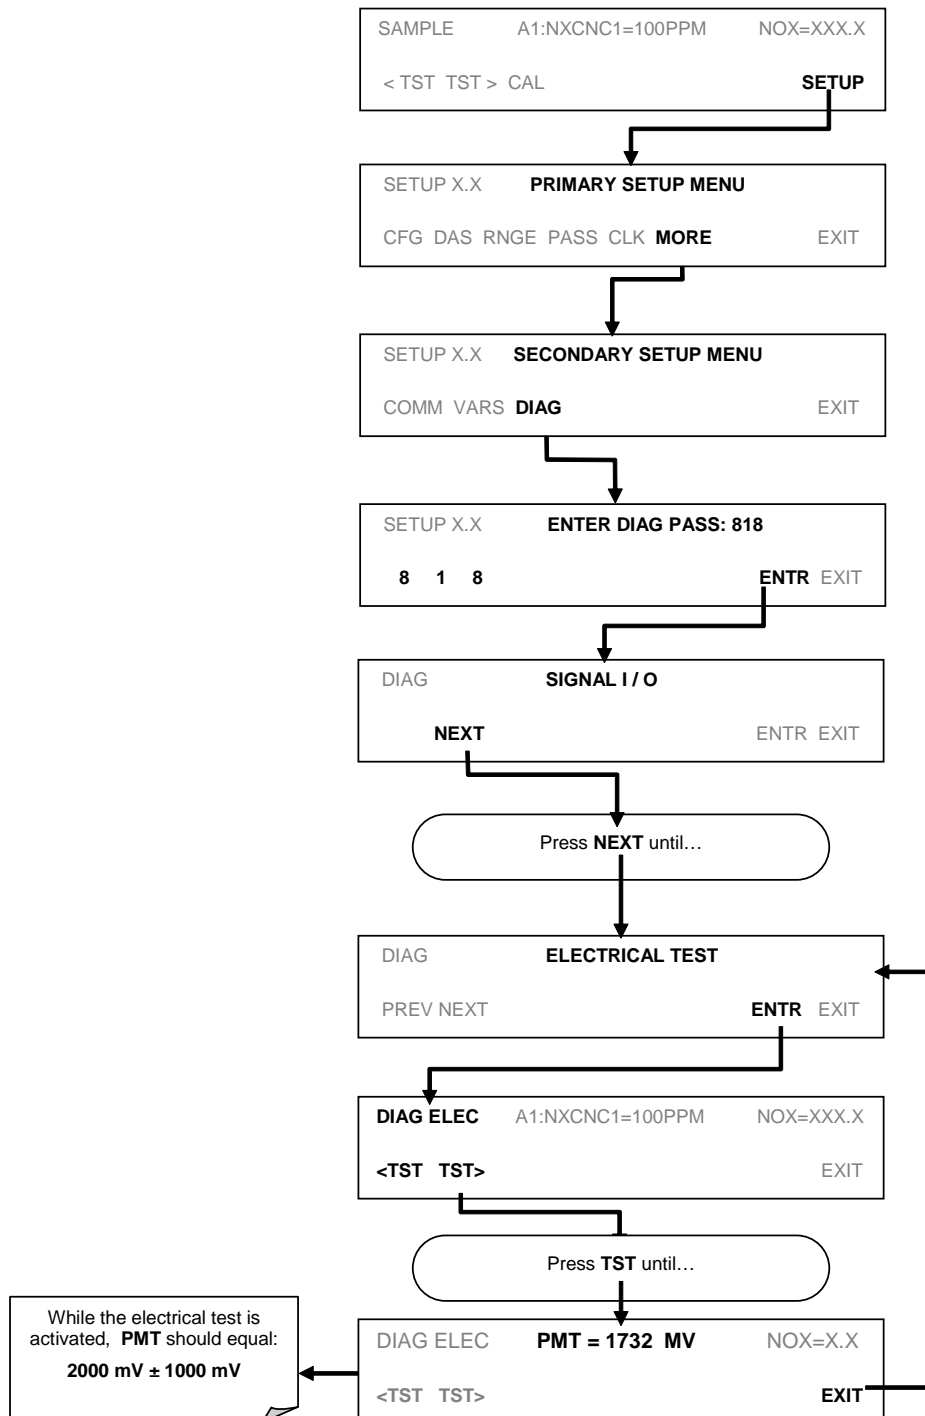 SAMPLE A1:NXCNC1=100PPM NOX=XXX.X
< TST TST > CAL SETUP
SETUP X.X PRIMARY SETUP MENU
CFG DAS RNGE PASS CLK MORE EXIT
SETUP X.X SECONDARY SETUP MENU
COMM VARS DIAG EXIT
SETUP X.X ENTER DIAG PASS: 818
8 1 8 ENTR EXIT
DIAG SIGNAL I / O
NEXT ENTR EXIT
Press NEXT until…
DIAG ELECTRICAL TEST
PREV NEXT ENTR EXIT
DIAG ELEC A1:NXCNC1=100PPM NOX=XXX.X
<TST TST> EXIT
Press TST until…
While the electrical test is
activated, PMT should equal:
2000 mV ± 1000 mV
DIAG ELEC PMT = 1732 MV NOX=X.X
<TST TST> EXIT